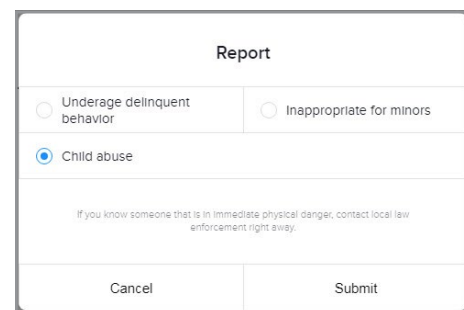 Report
Underage delinquent
behavior
Inappropriate for minors
Child abuse
If you know someone that is in immediate physical danger, contact local law
enforcement right away.
Cancel
Submit